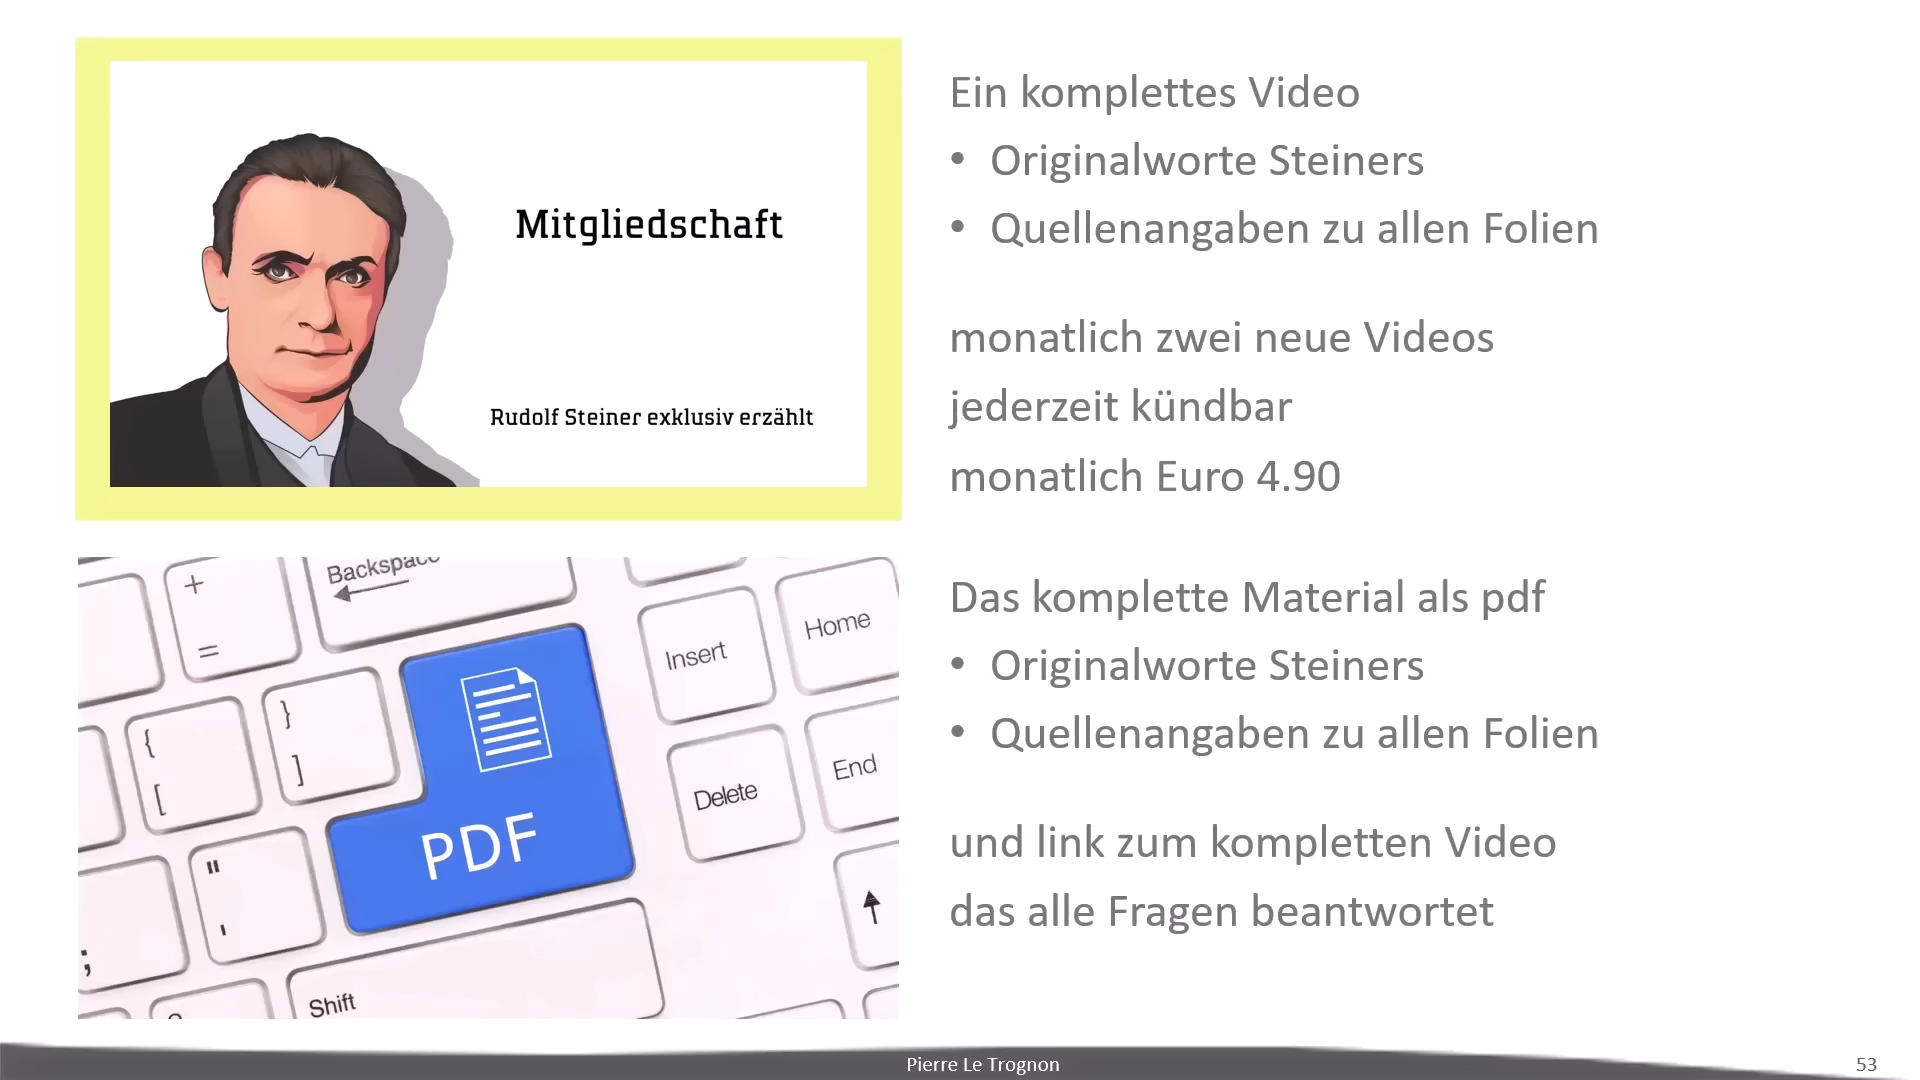 Mitgliedschaft
Rudolf Steiner exklusiv erzählt
Ein komplettes Video
• Originalworte Steiners
• Quellenangaben zu allen Folien
monatlich zwei neue Videos
jederzeit kündbar
monatlich Euro 4.90
+
=
Backspace
Insert
Home
{
[
}
]
PDF
Delete
End
"
'
;
Shift
Das komplette Material als pdf
• Originalworte Steiners
• Quellenangaben zu allen Folien
und link zum kompletten Video
das alle Fragen beantwortet
Pierre Le Trognon
53